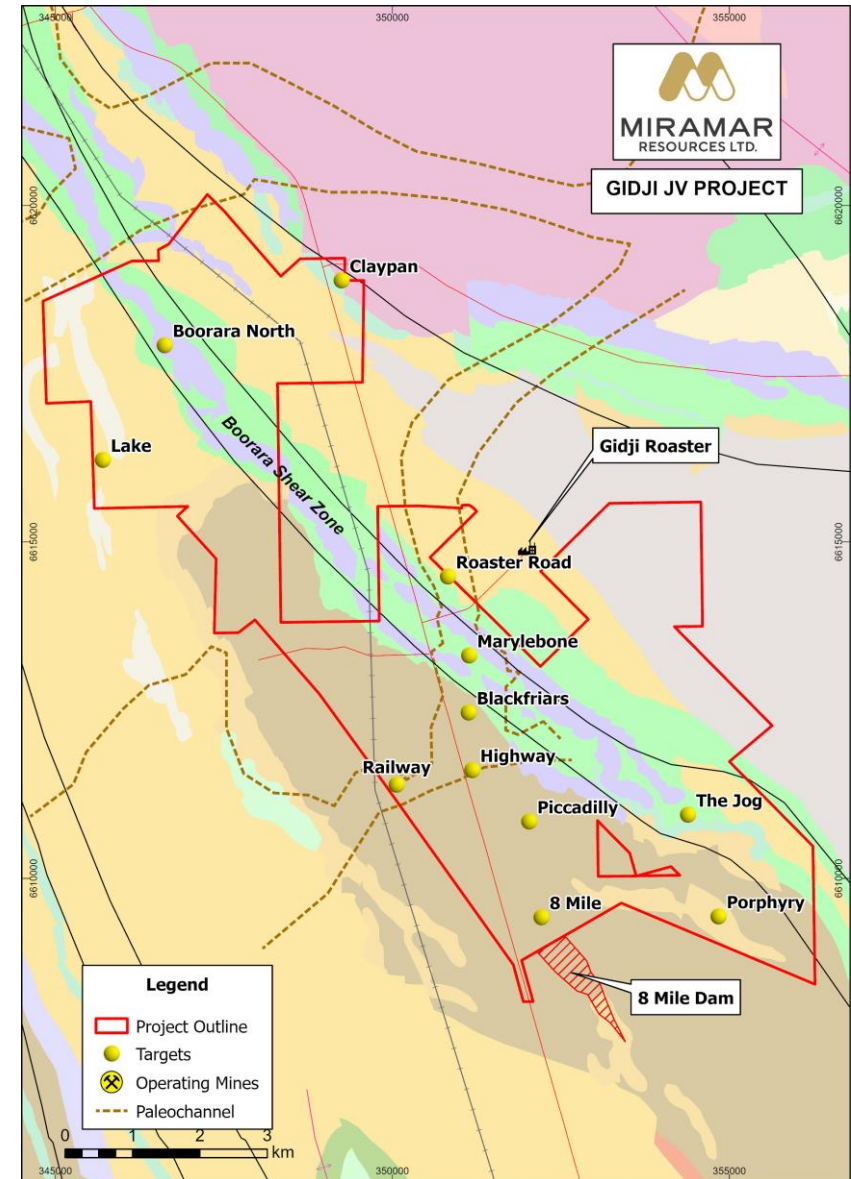 345000
350000
355000
MIRAMAR
RESOURCES LTD.
GIDJI JV PROJECT
6620000
6620000
Claypan
Boorara North
Lake
Boorara Shear Zone
Gidji Roaster
6615000
6615000
Roaster Road
Marylebone
Blackfriars
Highway
Railway
Piccadilly
The Jog
6610000
6610000
8 Mile
Porphyry
8 Mile Dam
Legend
Project Outline
Targets
Operating Mines
Paleochannel
0 1 2 3
km
345000
350000
355000